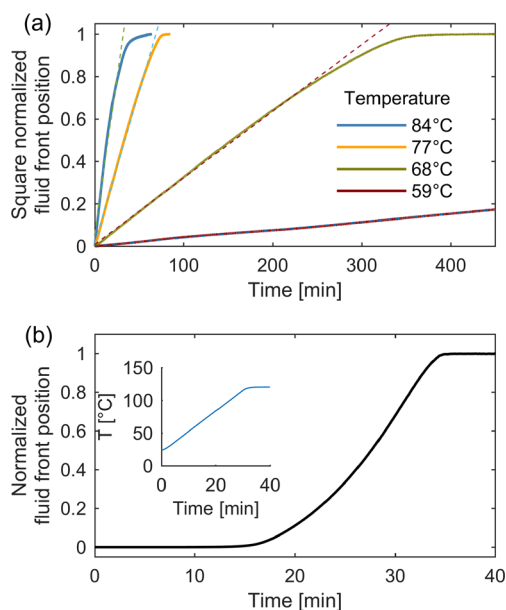 (a)
Square normalized
fluid front position
1
0.8
0.6
0.4
0.2
0
Temperature
84°C
77°C
68°C
59°C
0 100 200 300 400
Time [min]
(b)
Normalized
fluid front position
1
0.8
0.6
0.4
0.2
0
T [°C]
150
100
50
0
0 20 40
Time [min]
0 10 20 30 40
Time [min]